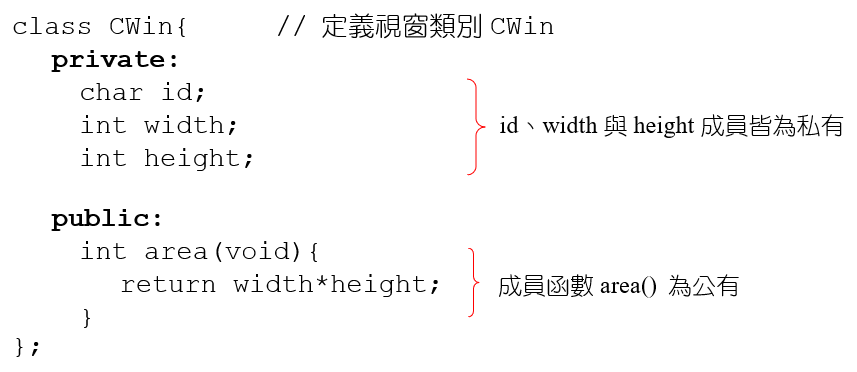 class CWin{ // 定義視窗類別 CWin
private:
char id;
int width;
int height;
id、width 與 height 成員皆為私有
public:
int area(void){
return width*height;
}
成員函數 area() 為公有
};